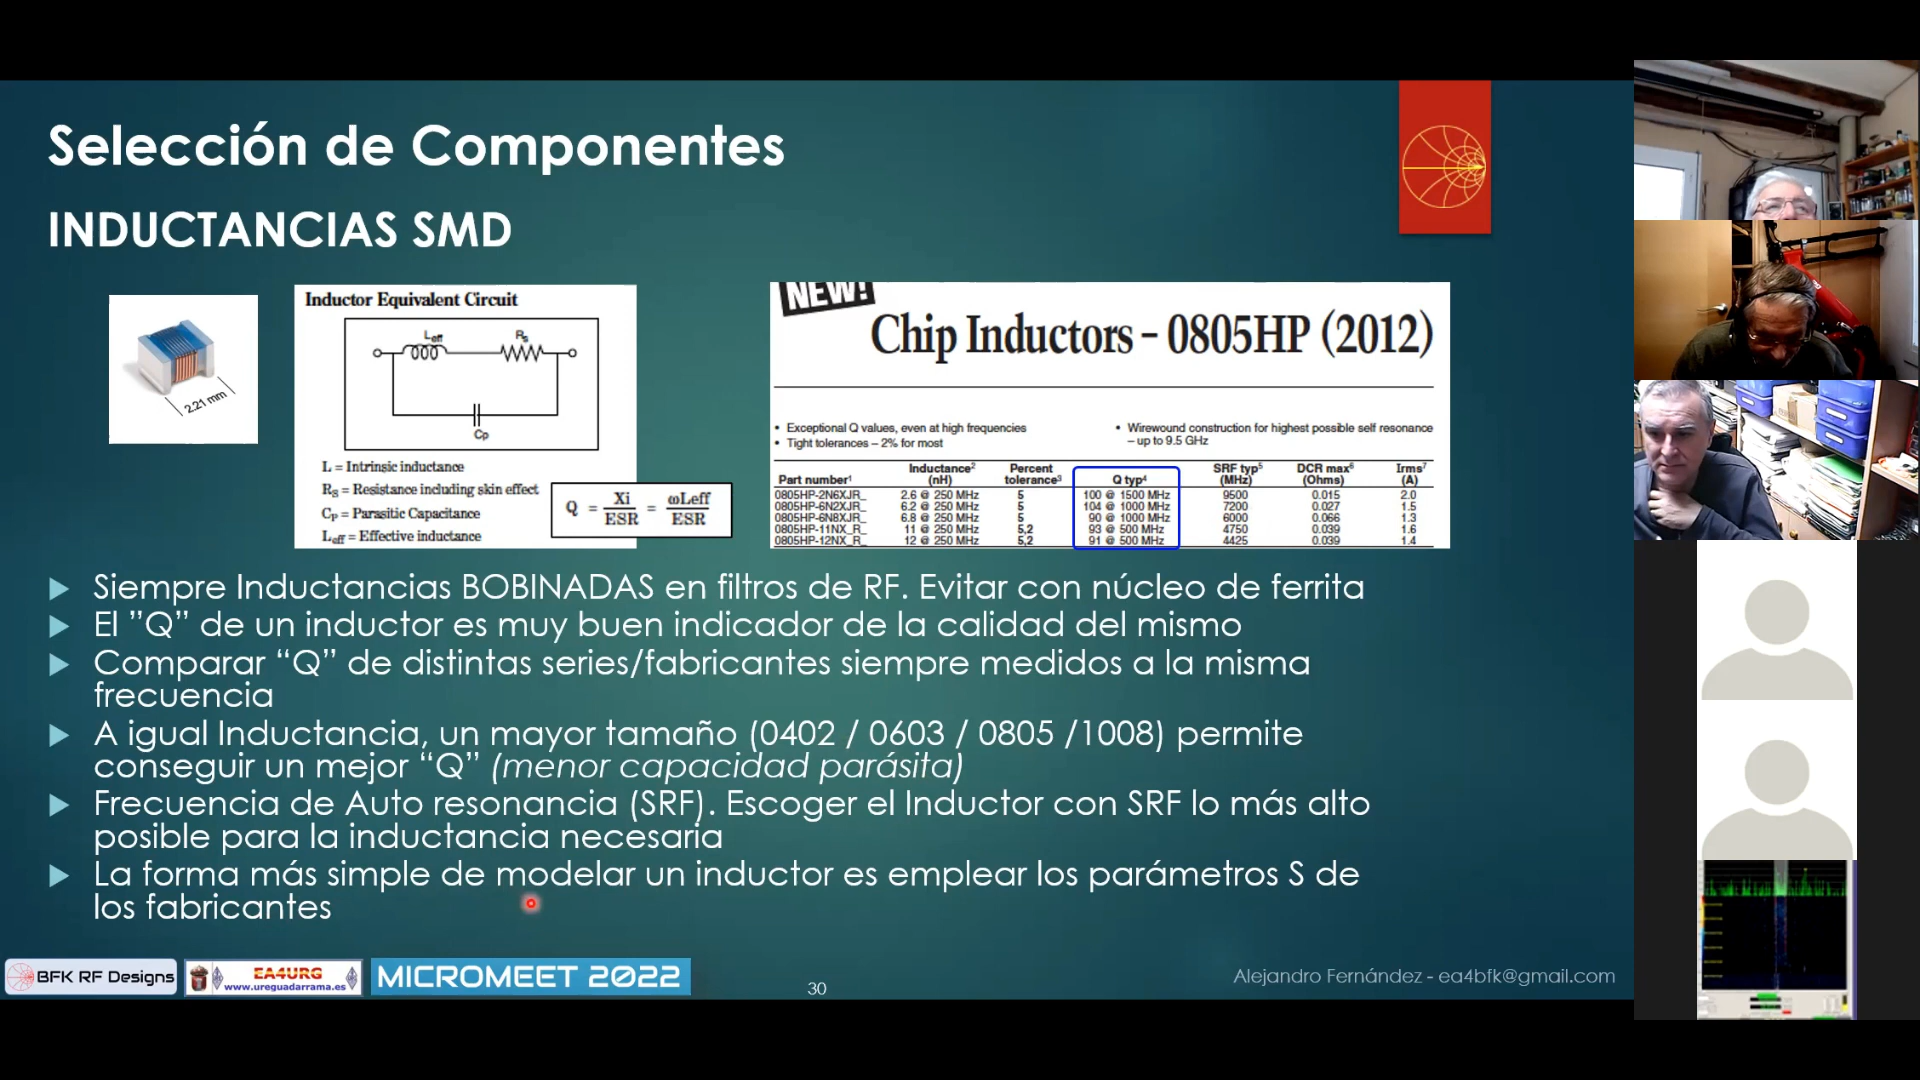 Selección de Componentes
INDUCTANCIAS SMD
2.21 mm
Inductor Equivalent Circuit
Leff
Rs
Cp
L = Intrinsic inductance
RS = Resistance including skin effect
CP = Parasitic Capacitance
Leff = Effective inductance
Q = Xi / ESR = ωLeff / ESR
NEW!
Chip Inductors – 0805HP (2012)
• Exceptional Q values, even at high frequencies
• Tight tolerances – 2% for most
• Wirewound construction for highest possible self resonance
– up to 9.5 GHz
Part number1 Inductance2 (nH) Percent tolerance3 Q typ4 SRF typ5 (MHz) DCR max6 (Ohms) Irms7 (A)
0805HP-2N6XJR_ 2.6 @ 250 MHz 5 100 @ 1500 MHz 9500 0.015 2.0
0805HP-6N2XJR_ 6.2 @ 250 MHz 5 104 @ 1000 MHz 7200 0.027 1.5
0805HP-6N8XJR_ 6.8 @ 250 MHz 5 90 @ 1000 MHz 6000 0.066 1.3
0805HP-11NX_R_ 11 @ 250 MHz 5,2 93 @ 500 MHz 4750 0.039 1.6
0805HP-12NX_R_ 12 @ 250 MHz 5,2 91 @ 500 MHz 4425 0.039 1.4
Siempre Inductancias BOBINADAS en filtros de RF. Evitar con núcleo de ferrita
El ”Q” de un inductor es muy buen indicador de la calidad del mismo
Comparar “Q” de distintas series/fabricantes siempre medidos a la misma
frecuencia
A igual Inductancia, un mayor tamaño (0402 / 0603 / 0805 /1008) permite
conseguir un mejor “Q” (menor capacidad parásita)
Frecuencia de Auto resonancia (SRF). Escoger el Inductor con SRF lo más alto
posible para la inductancia necesaria
La forma más simple de modelar un inductor es emplear los parámetros S de
los fabricantes
BFK RF Designs
EA4URG
www.ureguadarrama.es
MICROMEET 2022
30
Alejandro Fernández - ea4bfk@gmail.com